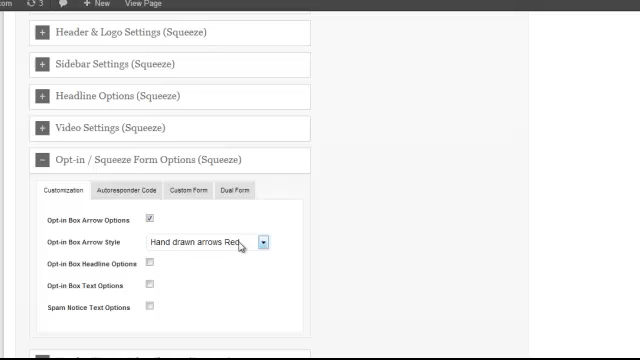 com 3 + New View Page
+ Header & Logo Settings (Squeeze)
+ Sidebar Settings (Squeeze)
+ Headline Options (Squeeze)
+ Video Settings (Squeeze)
− Opt-in / Squeeze Form Options (Squeeze)
Customization Autoresponder Code Custom Form Dual Form
Opt-in Box Arrow Options
Opt-in Box Arrow Style Hand drawn arrows Red
Opt-in Box Headline Options
Opt-in Box Text Options
Spam Notice Text Options